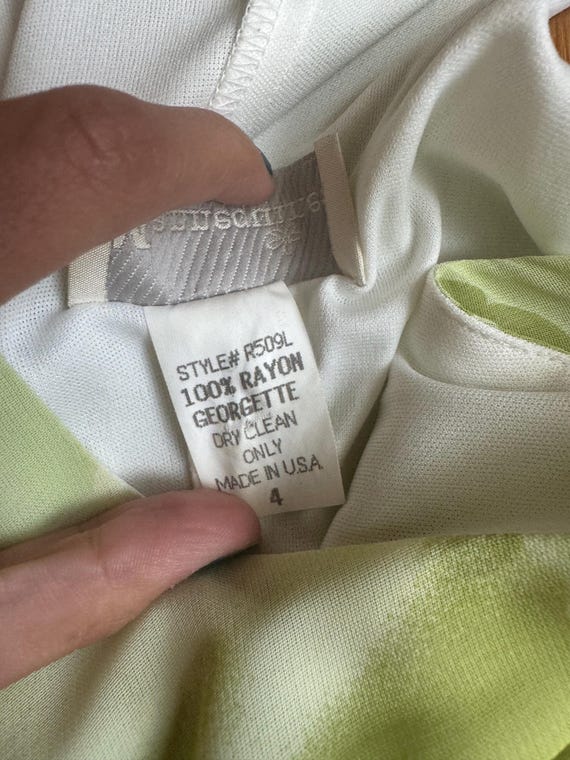 STYLE# R509L
100% RAYON
GEORGETTE
DRY CLEAN
ONLY
MADE IN U.S.A.
4